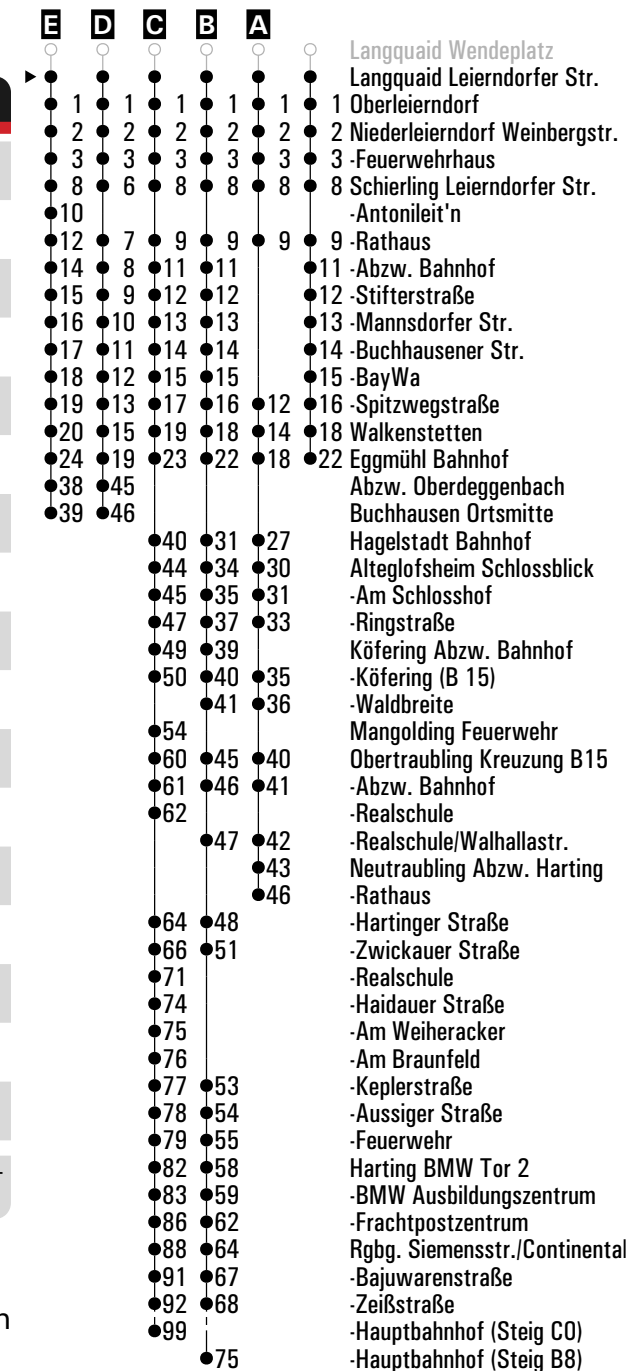 E D C B A
Langquaid Wendeplatz
Langquaid Leierndorfer Str.
1 1 1 1 1 1 Oberleierndorf
2 2 2 2 2 2 Niederleierndorf Weinbergstr.
3 3 3 3 3 3 -Feuerwehrhaus
8 6 8 8 8 8 Schierling Leierndorfer Str.
10 -Antonileit'n
12 7 9 9 9 9 -Rathaus
14 8 11 11 11 -Abzw. Bahnhof
15 9 12 12 12 -Stifterstraße
16 10 13 13 13 -Mannsdorfer Str.
17 11 14 14 14 -Buchhausener Str.
18 12 15 15 15 -BayWa
19 13 17 16 12 16 -Spitzwegstraße
20 15 19 18 14 18 Walkenstetten
24 19 23 22 18 22 Eggmühl Bahnhof
38 45 Abzw. Oberdeggenbach
39 46 Buchhausen Ortsmitte
40 31 27 Hagelstadt Bahnhof
44 34 30 Alteglofsheim Schlossblick
45 35 31 -Am Schlosshof
47 37 33 -Ringstraße
49 39 Köfering Abzw. Bahnhof
50 40 35 -Köfering (B 15)
41 36 -Waldbreite
54 Mangolding Feuerwehr
60 45 40 Obertraubling Kreuzung B15
61 46 41 -Abzw. Bahnhof
62 -Realschule
47 42 -Realschule/Walhallastr.
43 Neutraubling Abzw. Harting
46 -Rathaus
64 48 -Hartinger Straße
66 51 -Zwickauer Straße
71 -Realschule
74 -Haidauer Straße
75 -Am Weiheracker
76 -Am Braunfeld
77 53 -Keplerstraße
78 54 -Aussiger Straße
79 55 -Feuerwehr
82 58 Harting BMW Tor 2
83 59 -BMW Ausbildungszentrum
86 62 -Frachtpostzentrum
88 64 Rgbg. Siemensstr./Continental
91 67 -Bajuwarenstraße
92 68 -Zeißstraße
99 -Hauptbahnhof (Steig C0)
75 -Hauptbahnhof (Steig B8)